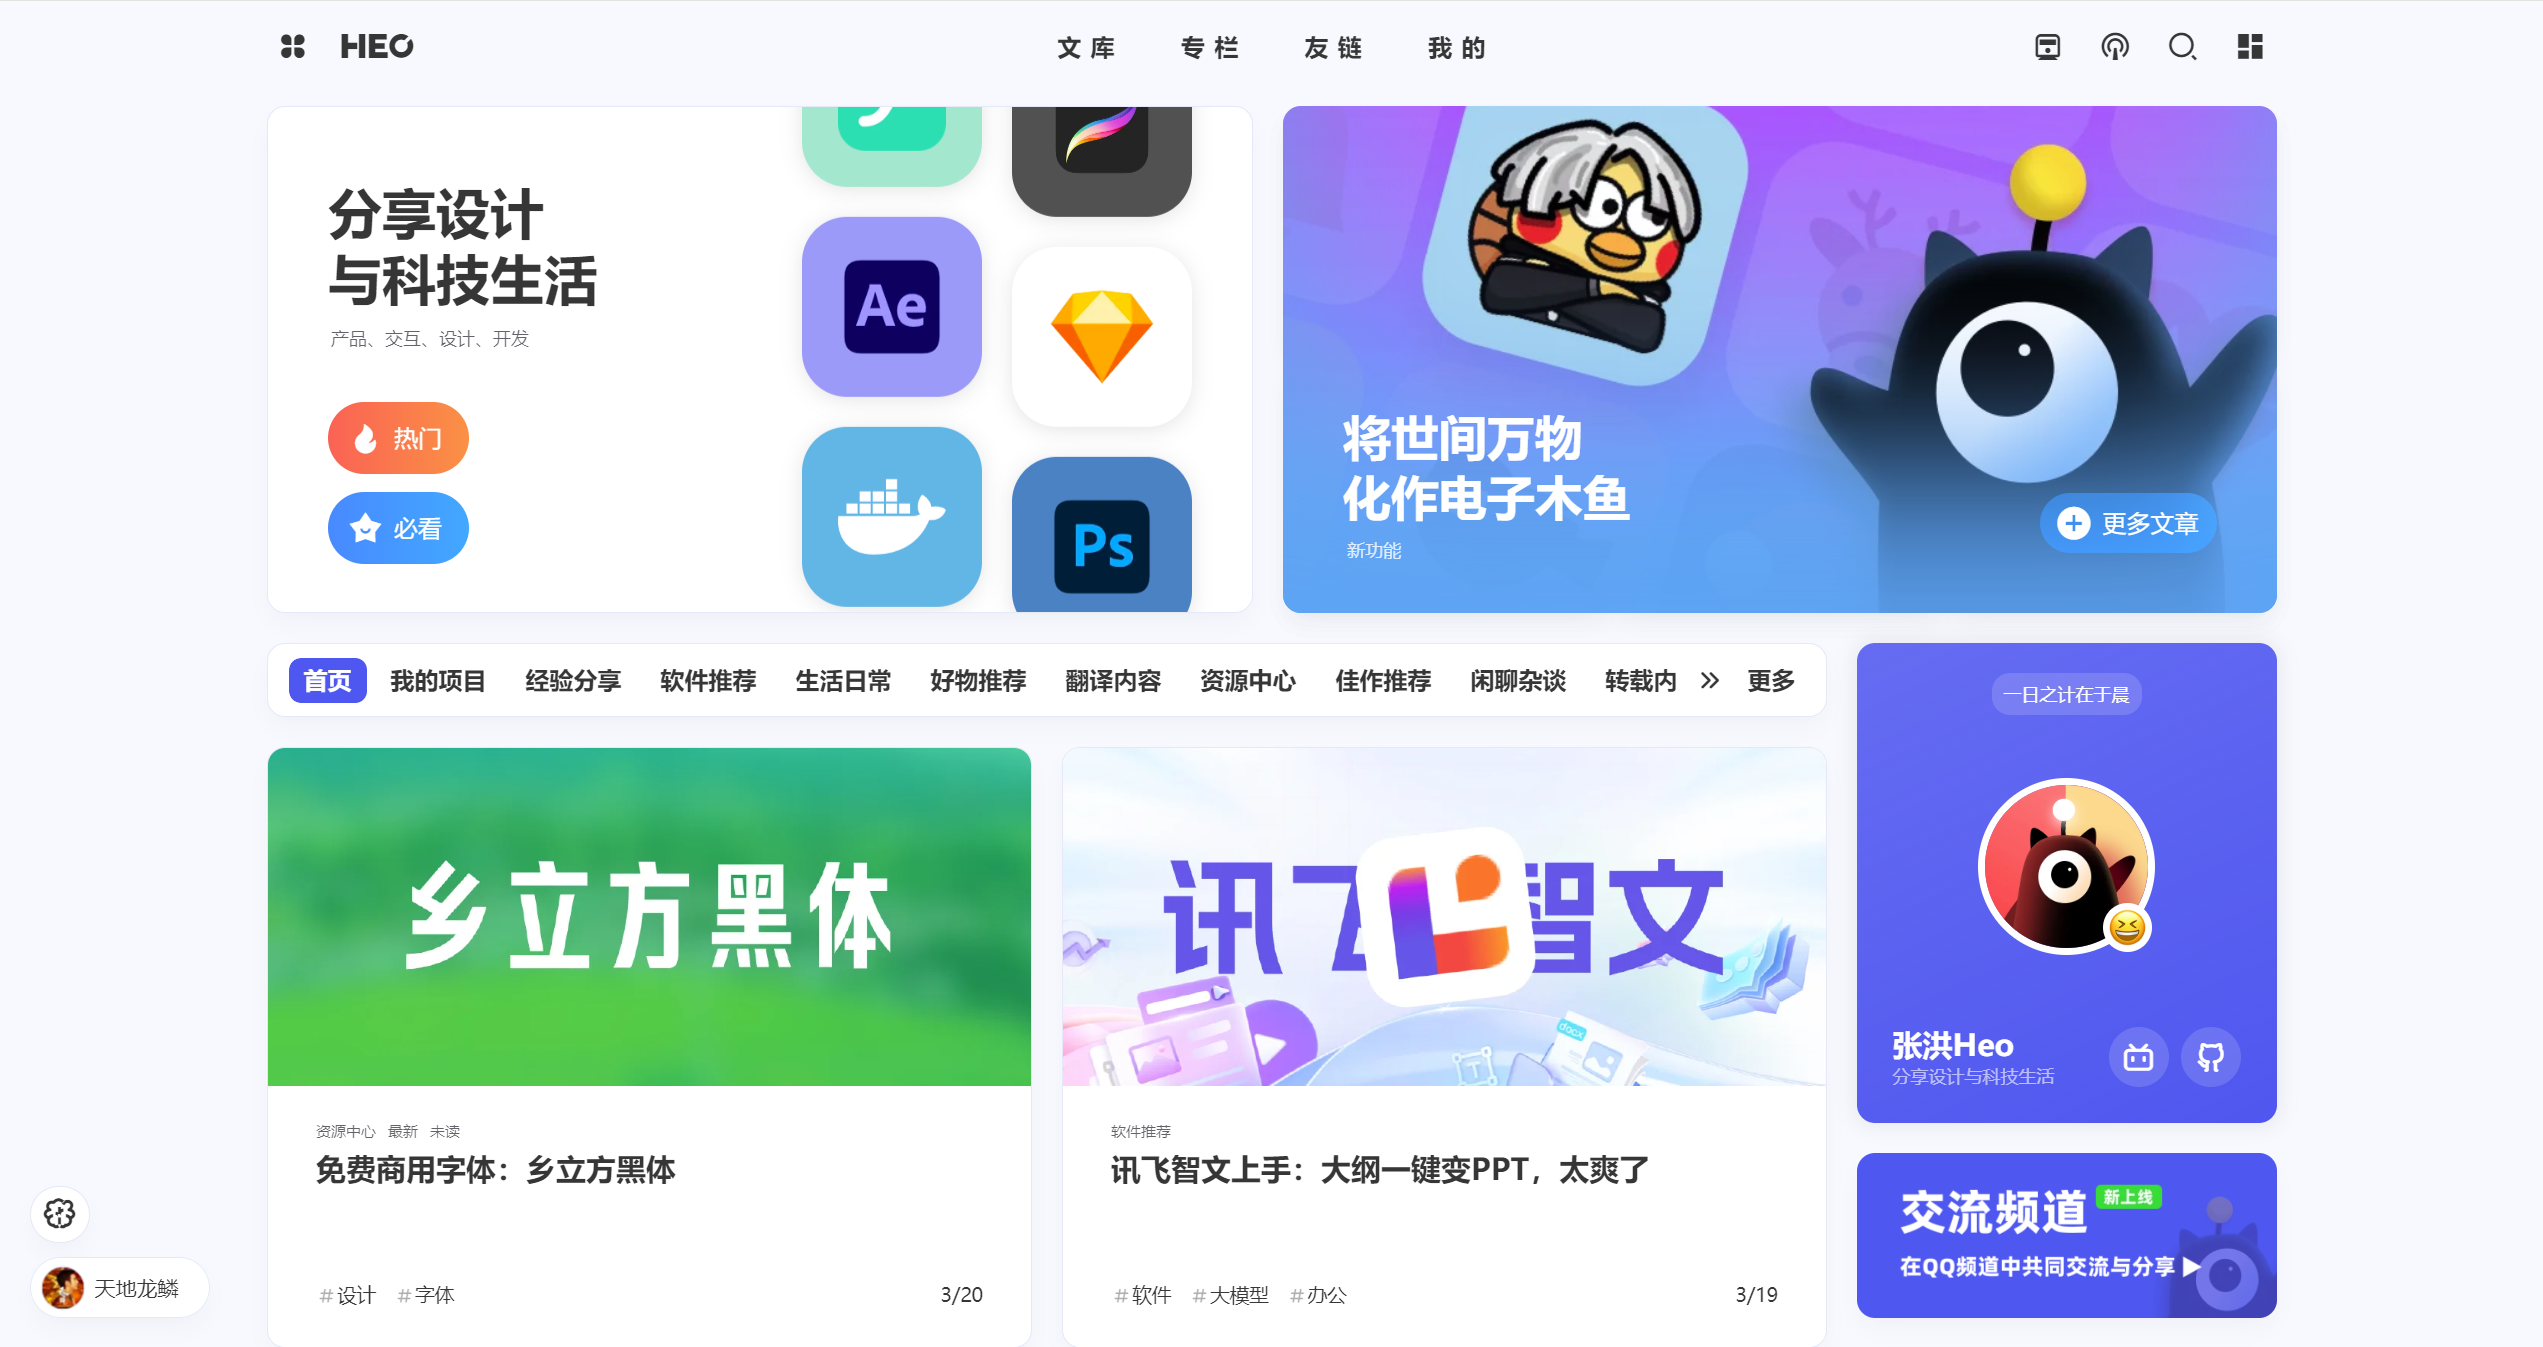 HEO
文库
专栏
友链
我的
分享设计
与科技生活
产品、交互、设计、开发
热门
必看
Ae
Ps
将世间万物
化作电子木鱼
新功能
更多文章
首页 我的项目 经验分享 软件推荐 生活日常 好物推荐 翻译内容 资源中心 佳作推荐 闲聊杂谈 转载内 更多
一日之计在于晨
张洪Heo
分享设计与科技生活
乡立方黑体
资源中心 最新 未读
免费商用字体：乡立方黑体
#设计 #字体
3/20
讯飞智文
docx
T
软件推荐
讯飞智文上手：大纲一键变PPT，太爽了
#软件 #大模型 #办公
3/19
交流频道
新上线
在QQ频道中共同交流与分享▶
天地龙鳞